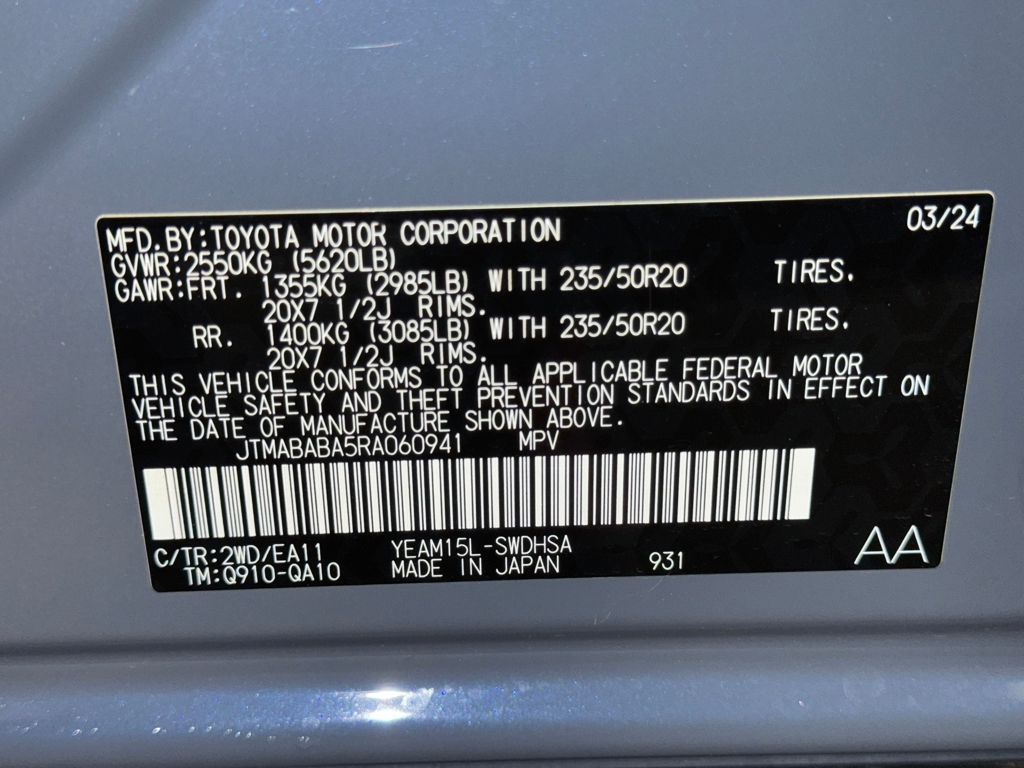 MFD.BY:TOYOTA MOTOR CORPORATION 03/24
GVWR:2550KG (5620LB)
GAWR:FRT. 1355KG (2985LB) WITH 235/50R20 TIRES.
20X7 1/2J RIMS.
RR. 1400KG (3085LB) WITH 235/50R20 TIRES.
20X7 1/2J RIMS.
THIS VEHICLE CONFORMS TO ALL APPLICABLE FEDERAL MOTOR
VEHICLE SAFETY AND THEFT PREVENTION STANDARDS IN EFFECT ON
THE DATE OF MANUFACTURE SHOWN ABOVE.
JTMABABA5RA060941 MPV
C/TR:2WD/EA11 YEAM15L-SWDHSA AA
TM:Q910-QA10 MADE IN JAPAN 931